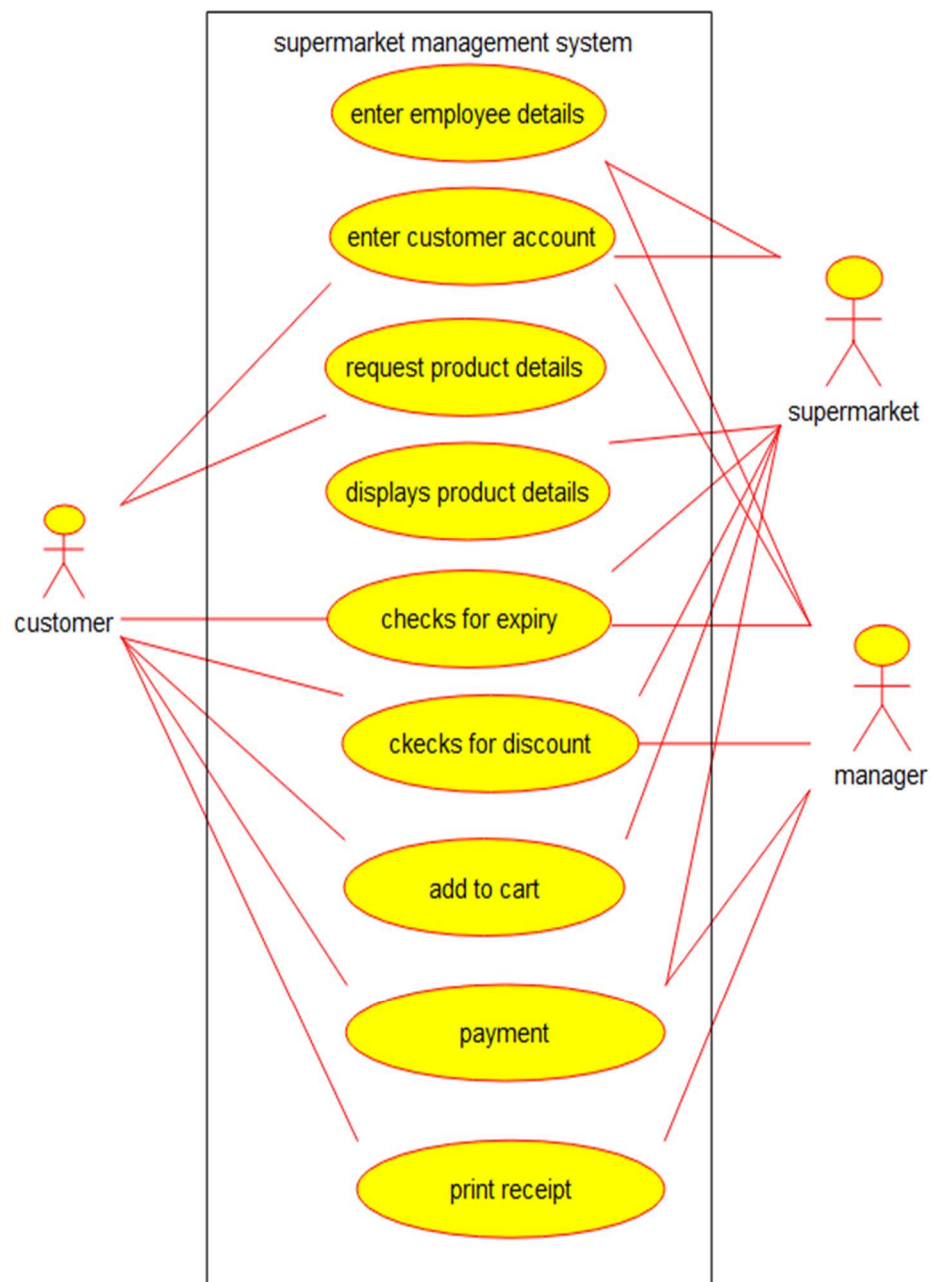 supermarket management system
enter employee details
enter customer account
request product details
supermarket
displays product details
customer
checks for expiry
ckecks for discount
manager
add to cart
payment
print receipt